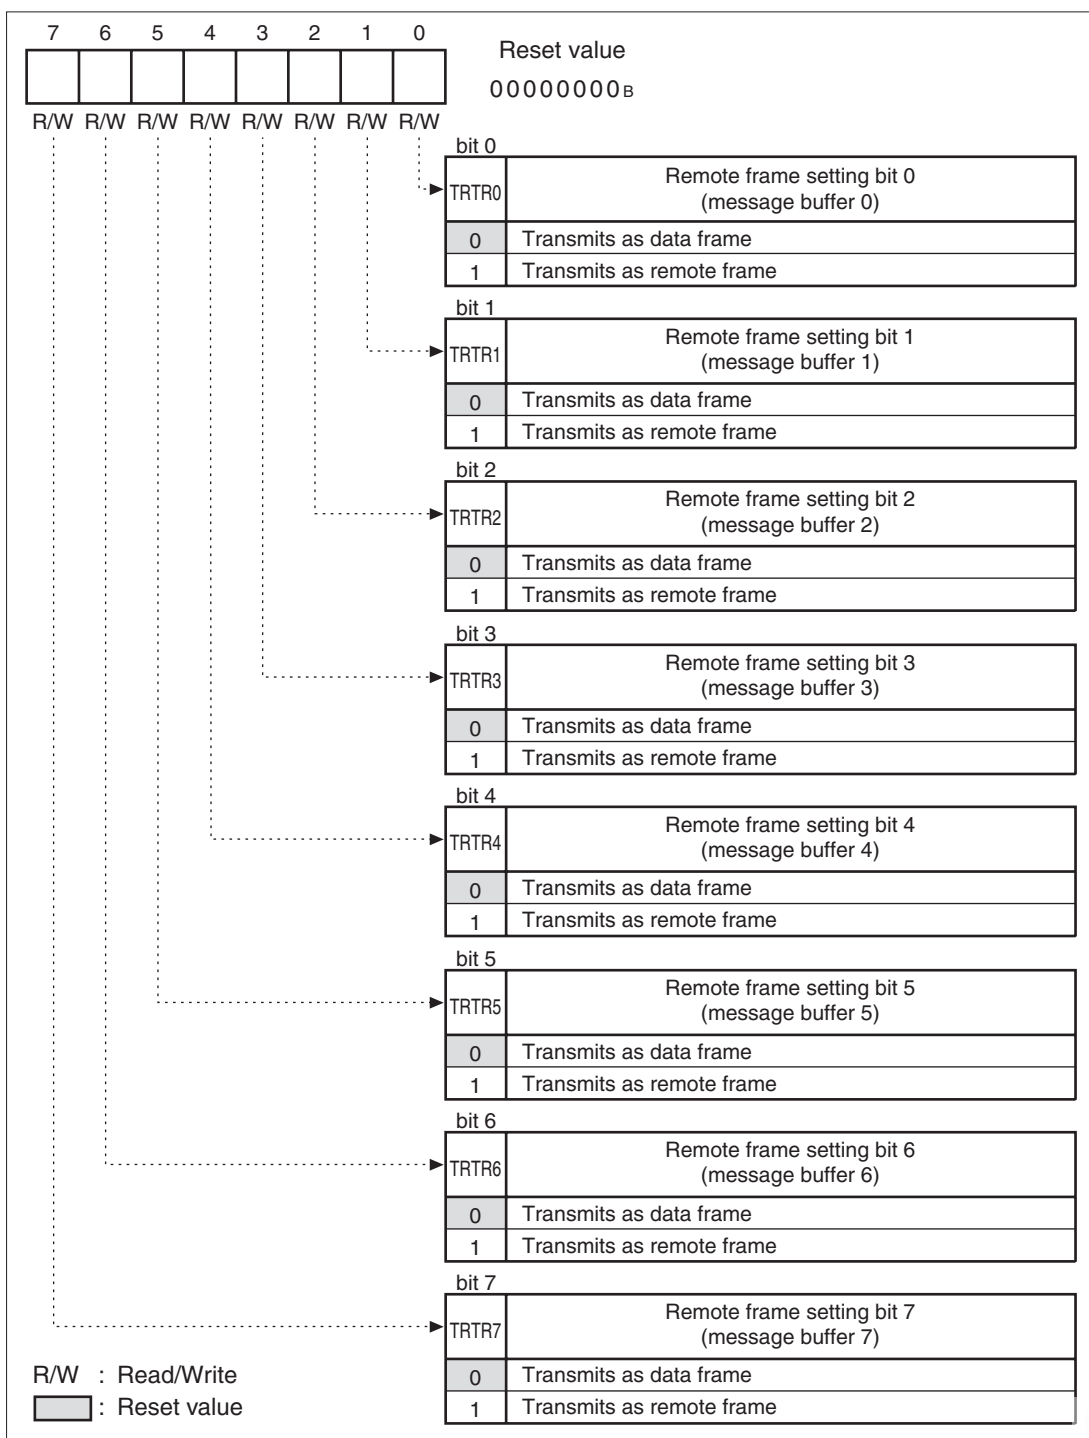 7 6 5 4 3 2 1 0
Reset value
00000000B
R/W R/W R/W R/W R/W R/W R/W R/W
bit 0
TRTR0
Remote frame setting bit 0
(message buffer 0)
0 Transmits as data frame
1 Transmits as remote frame
bit 1
TRTR1
Remote frame setting bit 1
(message buffer 1)
0 Transmits as data frame
1 Transmits as remote frame
bit 2
TRTR2
Remote frame setting bit 2
(message buffer 2)
0 Transmits as data frame
1 Transmits as remote frame
bit 3
TRTR3
Remote frame setting bit 3
(message buffer 3)
0 Transmits as data frame
1 Transmits as remote frame
bit 4
TRTR4
Remote frame setting bit 4
(message buffer 4)
0 Transmits as data frame
1 Transmits as remote frame
bit 5
TRTR5
Remote frame setting bit 5
(message buffer 5)
0 Transmits as data frame
1 Transmits as remote frame
bit 6
TRTR6
Remote frame setting bit 6
(message buffer 6)
0 Transmits as data frame
1 Transmits as remote frame
bit 7
TRTR7
Remote frame setting bit 7
(message buffer 7)
0 Transmits as data frame
1 Transmits as remote frame
R/W : Read/Write
: Reset value